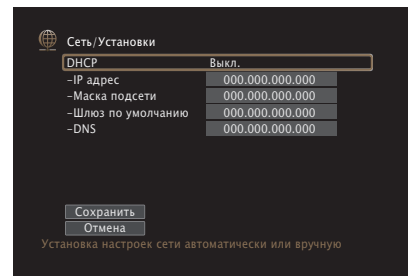 Сеть/Установки
DHCP Выкл.
–IP адрес 000.000.000.000
–Маска подсети 000.000.000.000
–Шлюз по умолчанию 000.000.000.000
–DNS 000.000.000.000
Сохранить
Отмена
Установка настроек сети автоматически или вручную